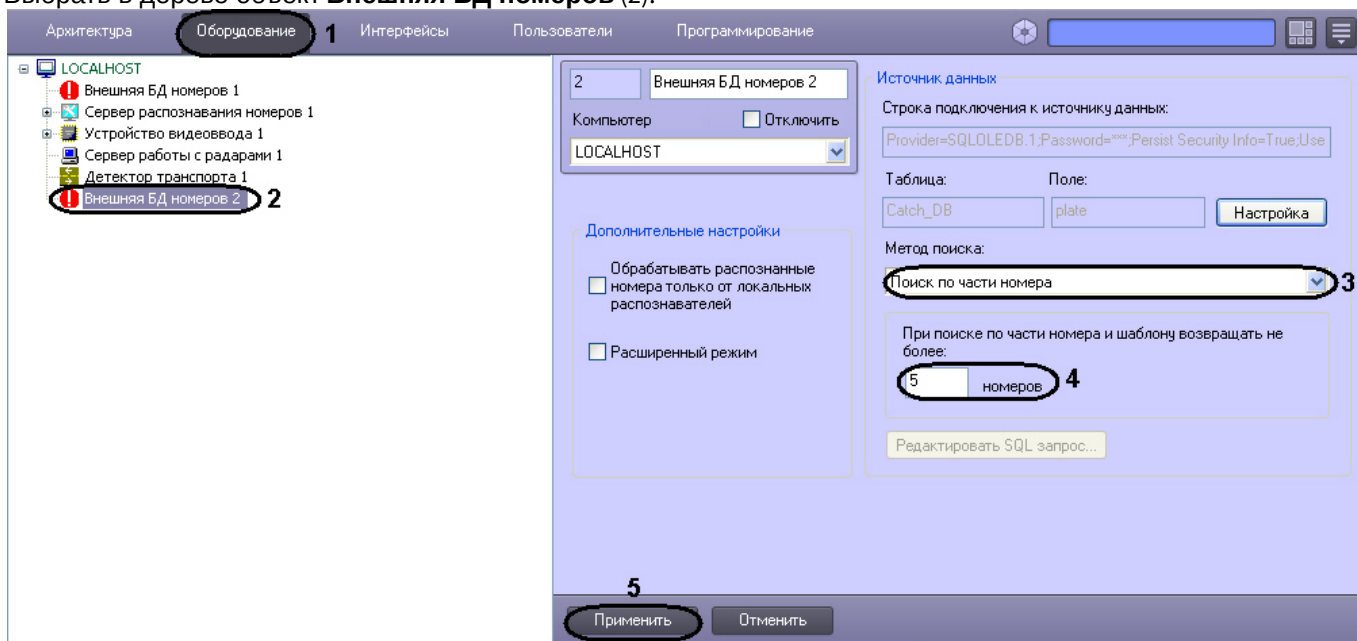 Выбрать в дереве объект Внешняя БД номеров (2).
Архитектура Оборудование 1 Интерфейсы Пользователи Программирование
LOCALHOST
Внешняя БД номеров 1
Сервер распознавания номеров 1
Устройство видеоввода 1
Сервер работы с радарами 1
Детектор транспорта 1
Внешняя БД номеров 2 2
2 Внешняя БД номеров 2
Компьютер Отключить
LOCALHOST
Дополнительные настройки
Обрабатывать распознанные
номера только от локальных
распознавателей
Расширенный режим
Источник данных
Строка подключения к источнику данных:
Provider=SQLOLEDB.1;Password=***;Persist Security Info=True;Use
Таблица: Поле:
Catch_DB plate Настройка
Метод поиска:
Поиск по части номера 3
При поиске по части номера и шаблону возвращать не
более:
5 номеров 4
Редактировать SQL запрос...
5
Применить Отменить